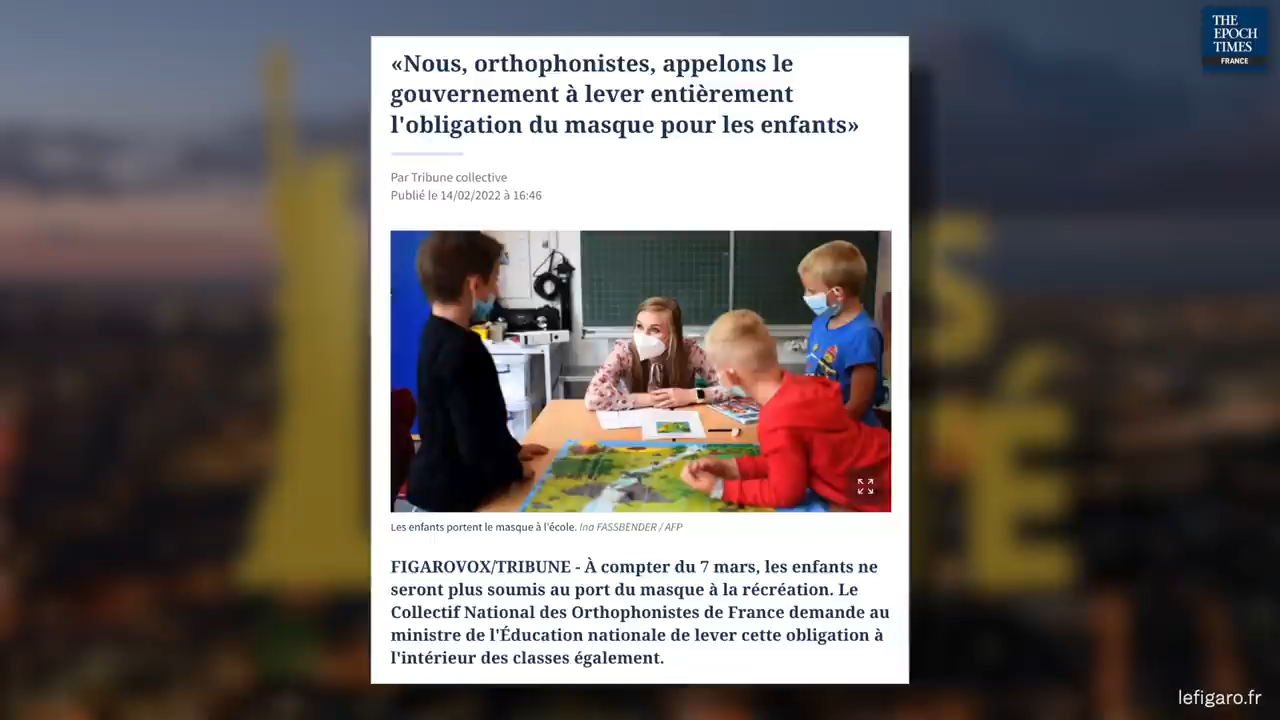 THE
EPOCH
TIMES
FRANCE
«Nous, orthophonistes, appelons le
gouvernement à lever entièrement
l'obligation du masque pour les enfants»
Par Tribune collective
Publié le 14/02/2022 à 16:46
Les enfants portent le masque à l'école. Ina FASSBENDER / AFP
FIGAROVOX/TRIBUNE - À compter du 7 mars, les enfants ne
seront plus soumis au port du masque à la récréation. Le
Collectif National des Orthophonistes de France demande au
ministre de l'Éducation nationale de lever cette obligation à
l'intérieur des classes également.
lefigaro.fr